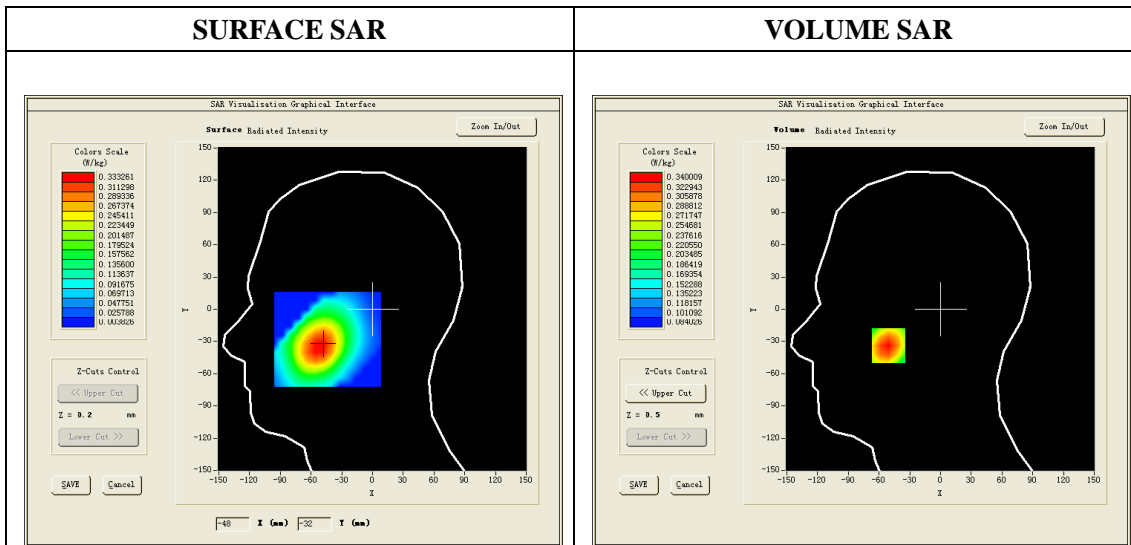 SURFACE SAR
VOLUME SAR
SAR Visualisation Graphical Interface
Surface Radiated Intensity
Zoom In/Out
Colors Scale
(W/kg)
0.333261
0.311298
0.289336
0.267374
0.245411
0.223449
0.201487
0.179524
0.157562
0.135600
0.113637
0.091675
0.069713
0.047751
0.025788
0.003826
150
120
90
60
30
0
-30
-60
-90
-120
-150
Y
-150 -120 -90 -60 -30 0 30 60 90 120 150
X
Z-Cuts Control
<< Upper Cut
Z = 0.2 mm
Lower Cut >>
SAVE Cancel
-48 X (mm) -32 Y (mm)
SAR Visualisation Graphical Interface
Volume Radiated Intensity
Zoom In/Out
Colors Scale
(W/kg)
0.340009
0.322943
0.305878
0.288812
0.271747
0.254681
0.237616
0.220550
0.203485
0.186419
0.169354
0.152288
0.135223
0.118157
0.101092
0.084026
150
120
90
60
30
0
-30
-60
-90
-120
-150
Y
-150 -120 -90 -60 -30 0 30 60 90 120 150
X
Z-Cuts Control
<< Upper Cut
Z = 0.5 mm
Lower Cut >>
SAVE Cancel